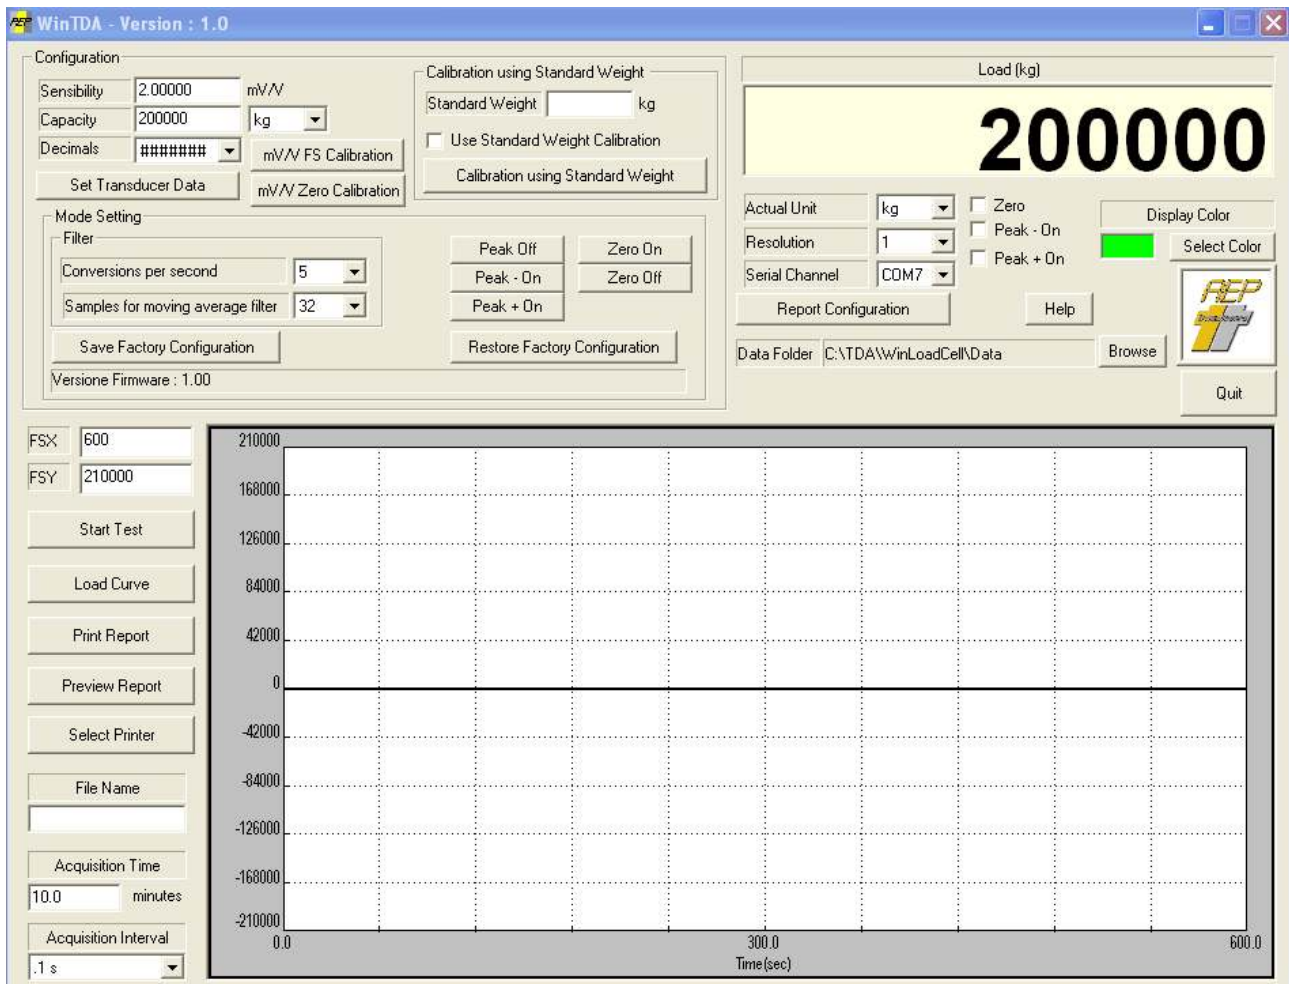 AEP WinTDA - Version : 1.0
Configuration
Sensibility 2.00000 mV/V
Capacity 200000 kg
Decimals #######
Set Transducer Data
mV/V FS Calibration
mV/V Zero Calibration
Calibration using Standard Weight
Standard Weight kg
Use Standard Weight Calibration
Calibration using Standard Weight
Mode Setting
Filter
Conversions per second 5
Samples for moving average filter 32
Peak Off Zero On
Peak - On Zero Off
Peak + On
Save Factory Configuration
Restore Factory Configuration
Versione Firmware : 1.00
Load (kg)
200000
Actual Unit kg
Resolution 1
Serial Channel COM7
Zero
Peak - On
Peak + On
Display Color
Select Color
Report Configuration
Help
AEP
Data Folder C:\TDA\WinLoadCell\Data Browse
Quit
FSX 600
FSY 210000
Start Test
Load Curve
Print Report
Preview Report
Select Printer
File Name
Acquisition Time
10.0 minutes
Acquisition Interval
.1 s
210000
168000
126000
84000
42000
0
-42000
-84000
-126000
-168000
-210000
0.0 300.0 600.0
Time(sec)